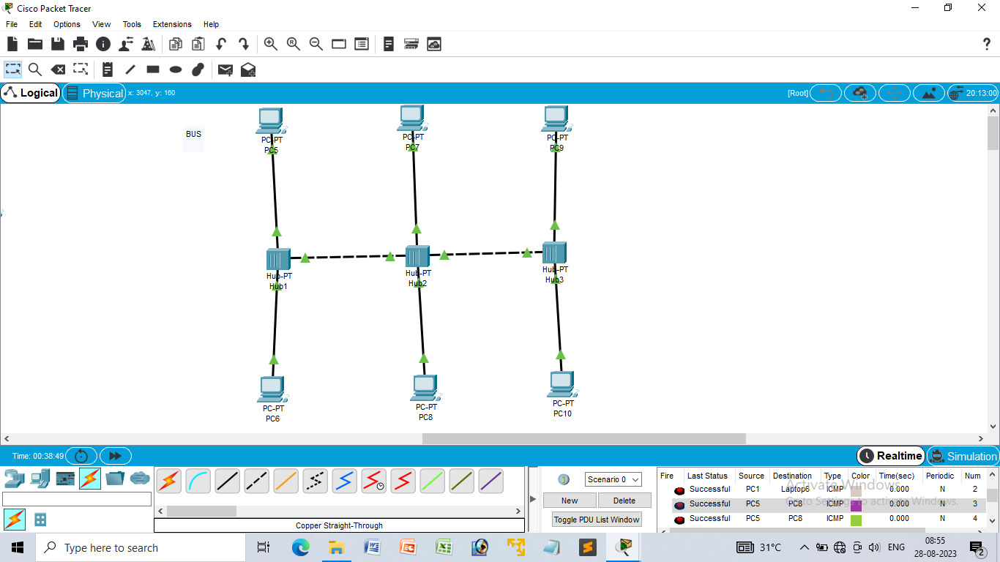 Cisco Packet Tracer
File Edit Options View Tools Extensions Help
Logical Physical x: 3047, y: 160 [Root] 20:13:00
BUS
PC-PT
PC5
PC-PT
PC7
PC-PT
PC9
Hub-PT
Hub1
Hub-PT
Hub2
Hub-PT
Hub3
PC-PT
PC6
PC-PT
PC8
PC-PT
PC10
Time: 00:38:49 Realtime Simulation
Scenario 0
New Delete
Toggle PDU List Window
Copper Straight-Through
Fire Last Status Source Destination Type Color Time(sec) Periodic Num
Successful PC1 Laptop6 ICMP 0.000 N 2
Successful PC5 PC8 ICMP 0.000 N 3
Successful PC5 PC8 ICMP 0.000 N 4
Activate Windows
Go to Settings to activate Windows.
Type here to search 31°C ENG 08:55
28-08-2023 2